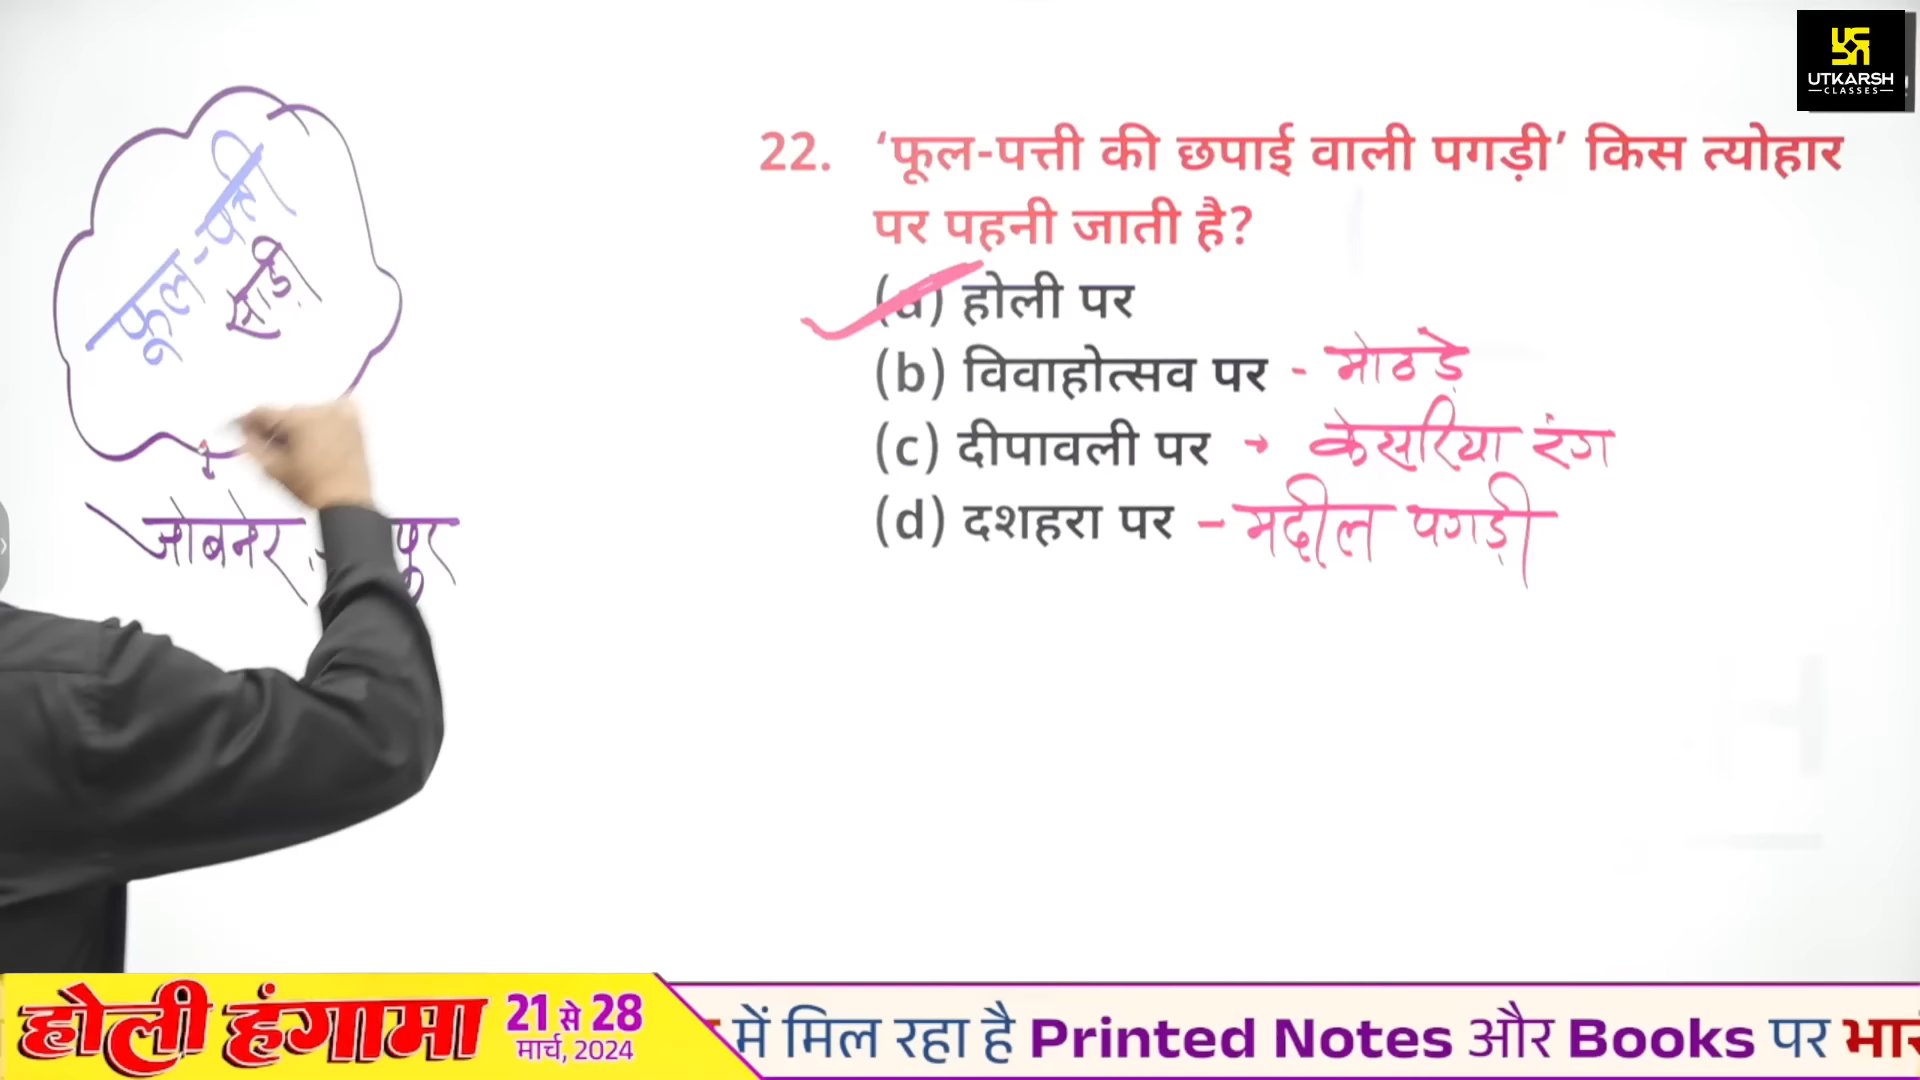 UTKARSH
CLASSES
फूल-पत्ती
साड़ी
जोबनेर
पुर
22. ‘फूल-पत्ती की छपाई वाली पगड़ी’ किस त्योहार
पर पहनी जाती है?
(a) होली पर
(b) विवाहोत्सव पर - मोठड़े
(c) दीपावली पर → केसरिया रंग
(d) दशहरा पर - मदील पगड़ी
होली हंगामा 21 से 28
मार्च, 2024
में मिल रहा है Printed Notes और Books पर